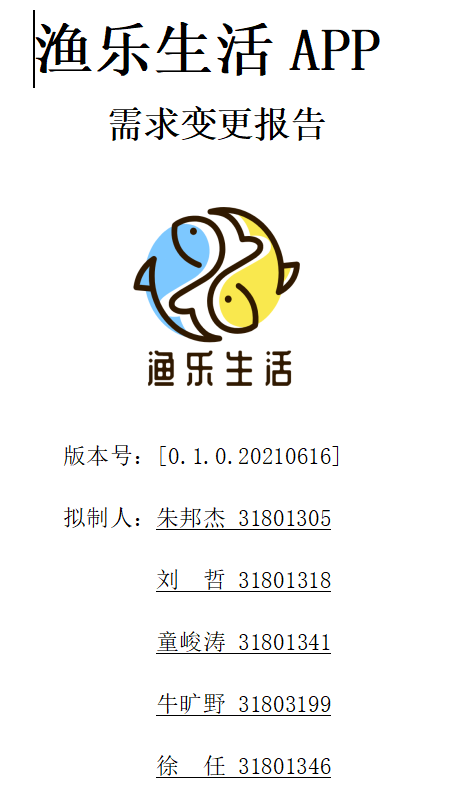 渔乐生活 APP
需求变更报告
渔乐生活
版本号：[0.1.0.20210616]
拟制人：朱邦杰 31801305
刘　哲 31801318
童峻涛 31801341
牛旷野 31803199
徐　任 31801346